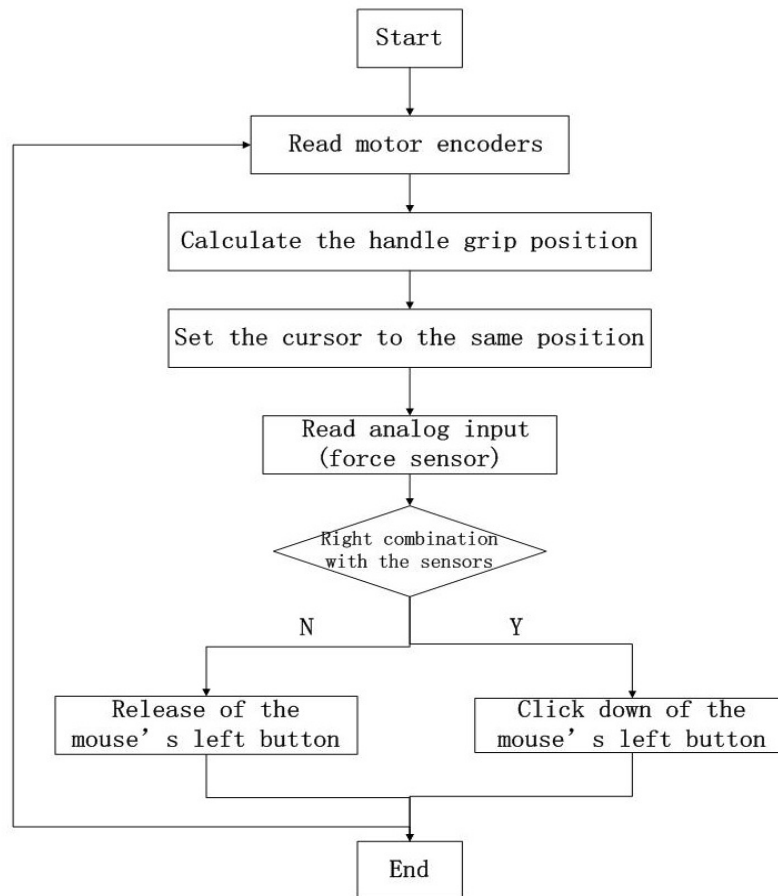 Start
Read motor encoders
Calculate the handle grip position
Set the cursor to the same position
Read analog input
(force sensor)
Right combination
with the sensors
N
Y
Release of the
mouse's left button
Click down of the
mouse's left button
End